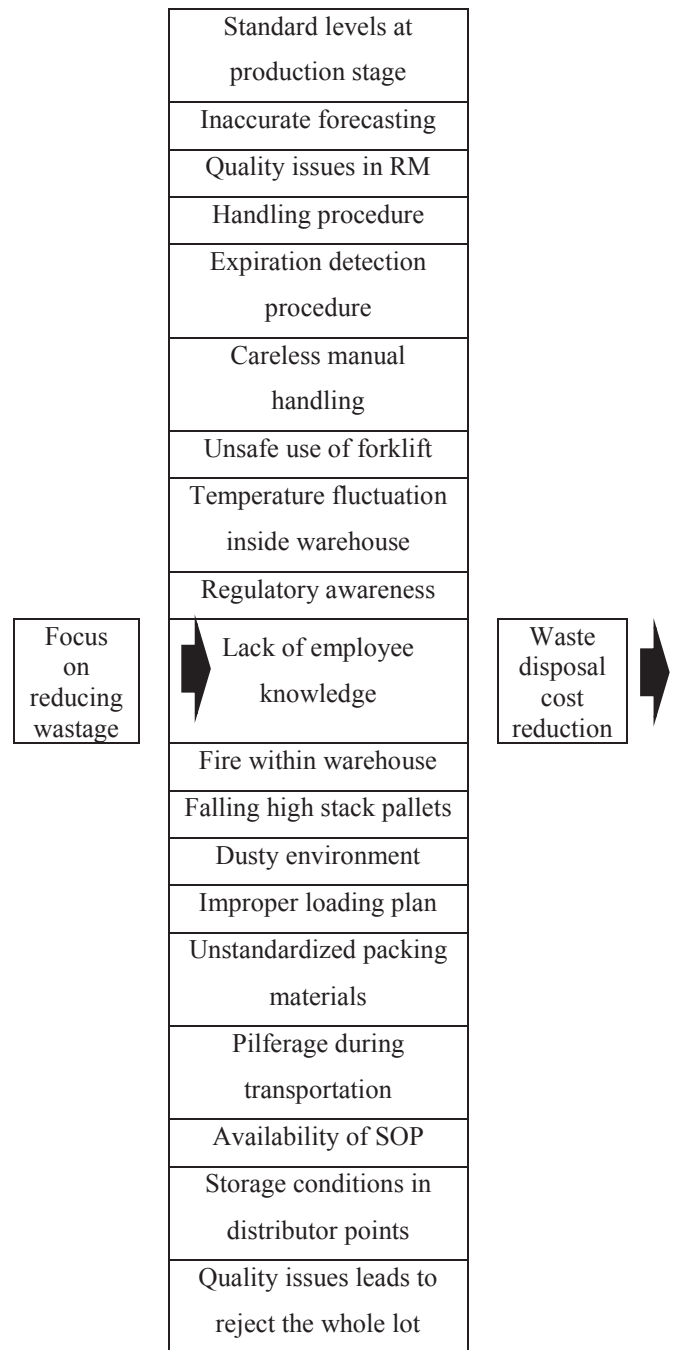 Standard levels at
production stage
Inaccurate forecasting
Quality issues in RM
Handling procedure
Expiration detection
procedure
Careless manual
handling
Unsafe use of forklift
Temperature fluctuation
inside warehouse
Regulatory awareness
Focus
on
reducing
wastage
Lack of employee
knowledge
Waste
disposal
cost
reduction
Fire within warehouse
Falling high stack pallets
Dusty environment
Improper loading plan
Unstandardized packing
materials
Pilferage during
transportation
Availability of SOP
Storage conditions in
distributor points
Quality issues leads to
reject the whole lot